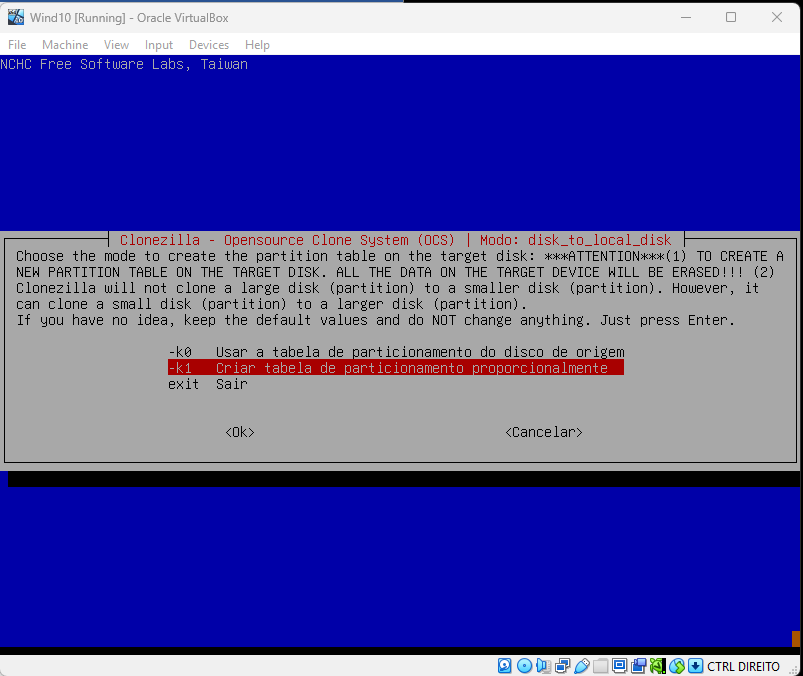 Wind10 [Running] - Oracle VirtualBox
File Machine View Input Devices Help
NCHC Free Software Labs, Taiwan
Clonezilla - Opensource Clone System (OCS) | Modo: disk_to_local_disk
Choose the mode to create the partition table on the target disk: ***ATTENTION***(1) TO CREATE A
NEW PARTITION TABLE ON THE TARGET DISK. ALL THE DATA ON THE TARGET DEVICE WILL BE ERASED!!! (2)
Clonezilla will not clone a large disk (partition) to a smaller disk (partition). However, it
can clone a small disk (partition) to a larger disk (partition).
If you have no idea, keep the default values and do NOT change anything. Just press Enter.
-k0 Usar a tabela de particionamento do disco de origem
-k1 Criar tabela de particionamento proporcionalmente
exit Sair
<Ok> <Cancelar>
CTRL DIREITO